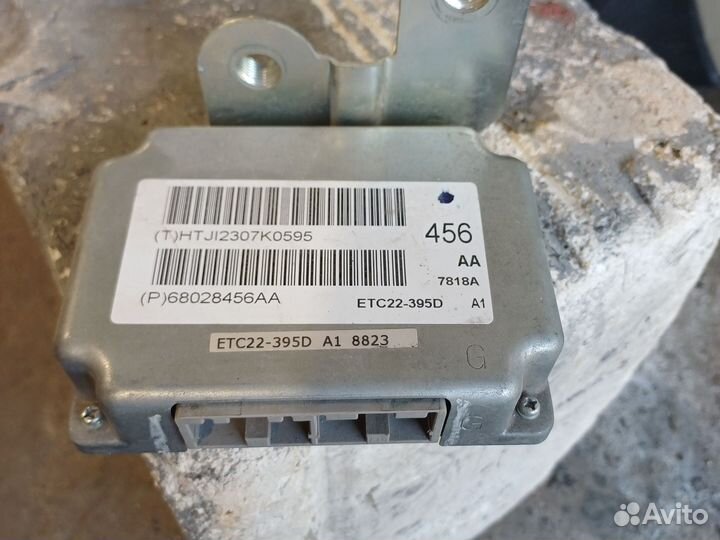 (T)HTJI2307K0595
456
AA
7818A
(P)68028456AA
ETC22-395D A1
ETC22-395D A1 8823
G
G
Avito